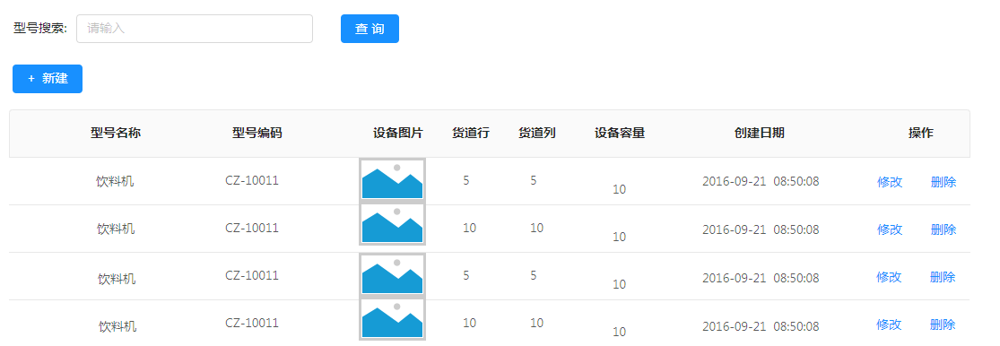 型号搜索: 请输入 查 询
+ 新建
型号名称 型号编码 设备图片 货道行 货道列 设备容量 创建日期 操作
饮料机 CZ-10011 5 5 10 2016-09-21 08:50:08 修改 删除
饮料机 CZ-10011 10 10 10 2016-09-21 08:50:08 修改 删除
饮料机 CZ-10011 5 5 10 2016-09-21 08:50:08 修改 删除
饮料机 CZ-10011 10 10 10 2016-09-21 08:50:08 修改 删除